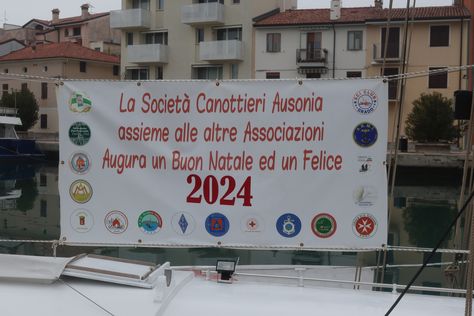 La Società Canottieri Ausonia
assieme alle altre Associazioni
Augura un Buon Natale ed un Felice
2024